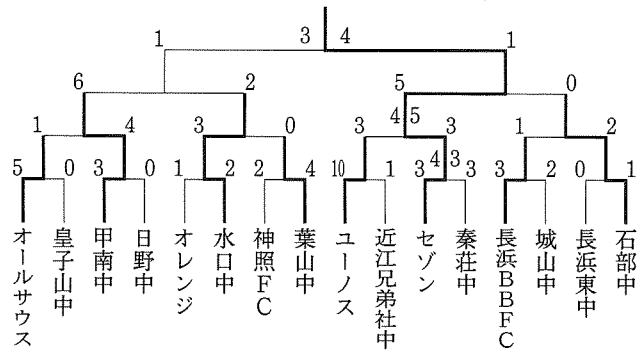 3 4
1 1
6 2 5 0
4 5
1 4 3 0 3 3 1 2
4 3
5 0 3 0 1 2 2 4 10 1 3 3 3 2 0 1
オールサウス
皇子山中
甲南中
日野中
オレンジ
水口中
神照FC
葉山中
ユーノス
近江兄弟社中
セゾン
秦荘中
長浜BBFC
城山中
長浜東中
石部中